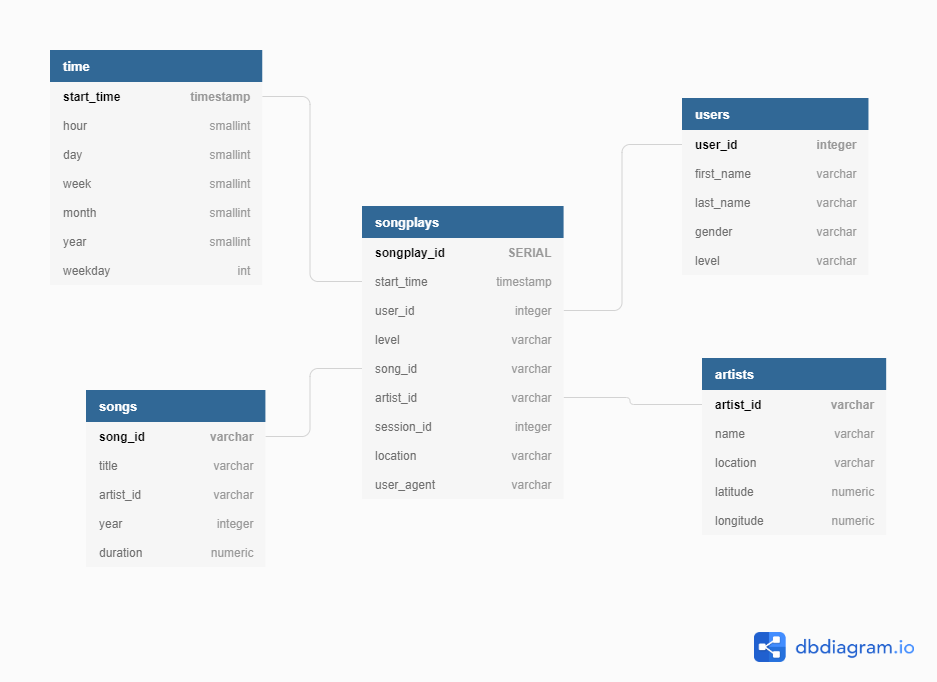 time
start_time timestamp
hour smallint
day smallint
week smallint
month smallint
year smallint
weekday int
users
user_id integer
first_name varchar
last_name varchar
gender varchar
level varchar
songplays
songplay_id SERIAL
start_time timestamp
user_id integer
level varchar
song_id varchar
artist_id varchar
session_id integer
location varchar
user_agent varchar
songs
song_id varchar
title varchar
artist_id varchar
year integer
duration numeric
artists
artist_id varchar
name varchar
location varchar
latitude numeric
longitude numeric
dbdiagram.io